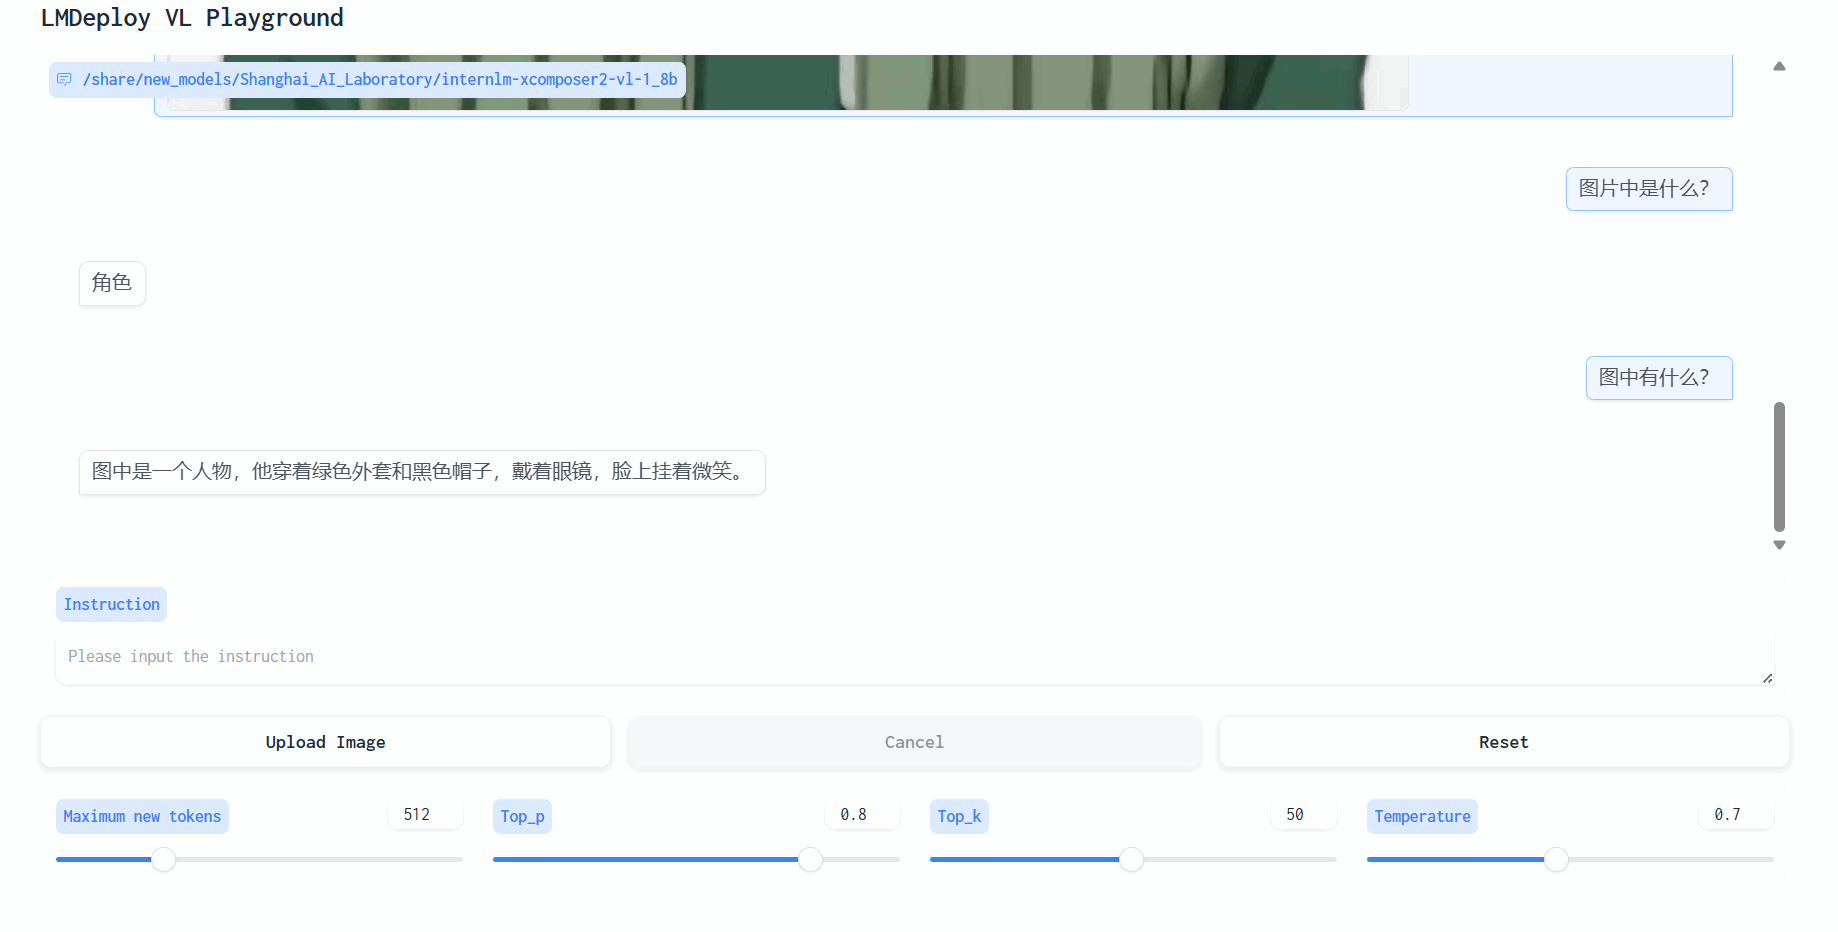 LMDeploy VL Playground
/share/new_models/Shanghai_AI_Laboratory/internlm-xcomposer2-vl-1_8b
图片中是什么？
角色
图中有什么？
图中是一个人物，他穿着绿色外套和黑色帽子，戴着眼镜，脸上挂着微笑。
Instruction
Please input the instruction
Upload Image
Cancel
Reset
Maximum new tokens
512
Top_p
0.8
Top_k
50
Temperature
0.7